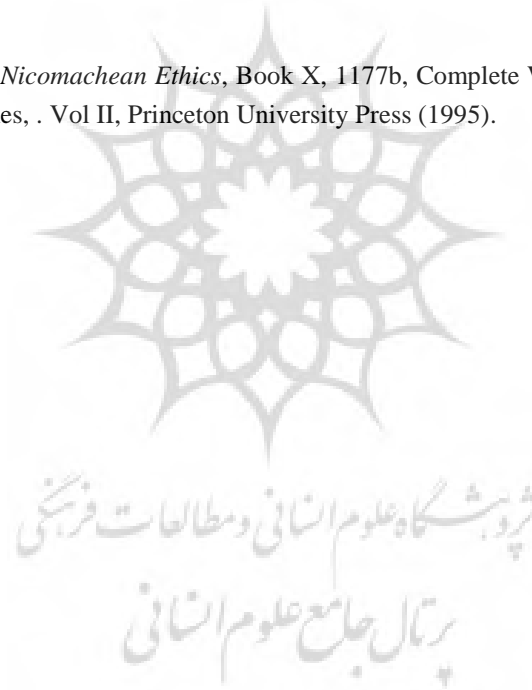 Nicomachean Ethics, Book X, 1177b, Complete
es, . Vol II, Princeton University Press (1995).
پژوهشگاه علوم انسانی و مطالعات فرهنگی
پرتال جامع علوم انسانی